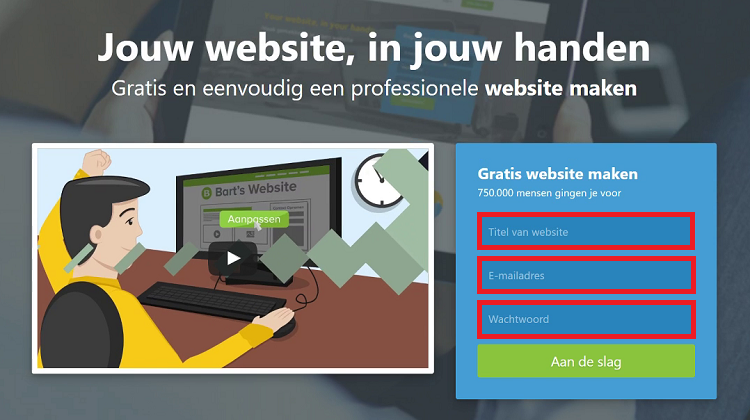 Jouw website, in jouw handen
Gratis en eenvoudig een professionele website maken
B Bart's Website
Aanpassen
Gratis website maken
750.000 mensen gingen je voor
Titel van website
E-mailadres
Wachtwoord
Aan de slag